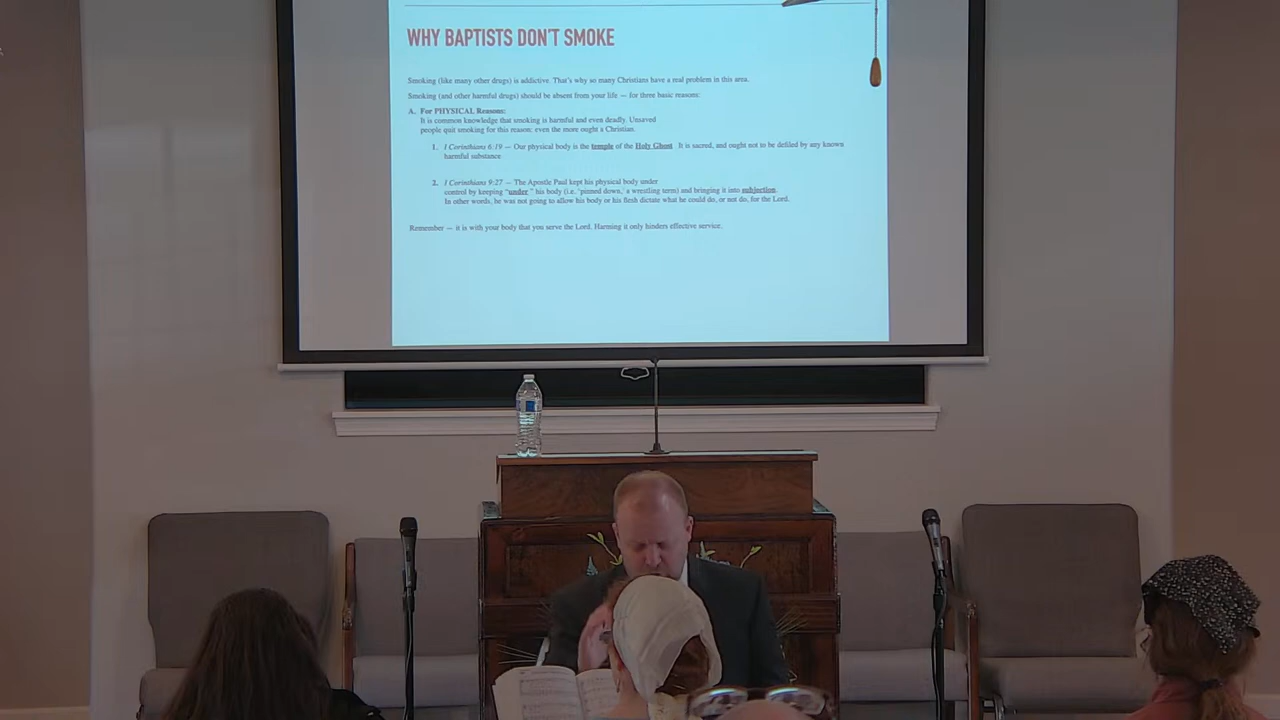 WHY BAPTISTS DON'T SMOKE
Smoking (like many other drugs) is addictive. That's why so many Christians have a real problem in this area.
Smoking (and other harmful drugs) should be absent from your life — for three basic reasons:
A. For PHYSICAL Reasons:
It is common knowledge that smoking is harmful and even deadly. Unsaved
people quit smoking for this reason; even the more ought a Christian.
1. I Corinthians 6:19 — Our physical body is the temple of the Holy Ghost. It is sacred, and ought not to be defiled by any known
harmful substance.
2. I Corinthians 9:27 — The Apostle Paul kept his physical body under
control by keeping "under" his body (i.e. 'pinned down,' a wrestling term) and bringing it into subjection.
In other words, he was not going to allow his body or his flesh dictate what he could do, or not do, for the Lord.
Remember — it is with your body that you serve the Lord. Harming it only hinders effective service.